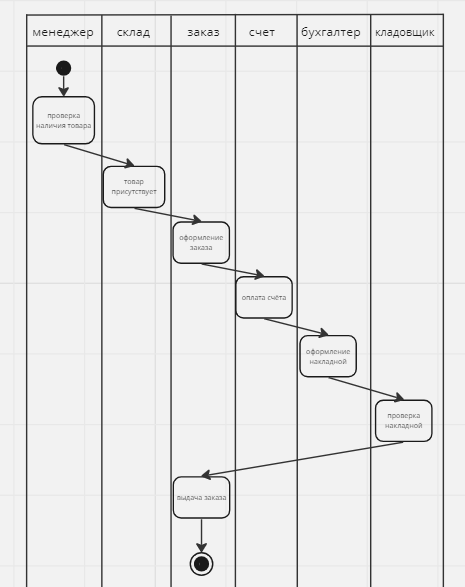 менеджер
склад
заказ
счет
бухгалтер
кладовщик
проверка
наличия товара
товар
присутствует
оформление
заказа
оплата счёта
оформление
накладной
проверка
накладной
выдача заказа